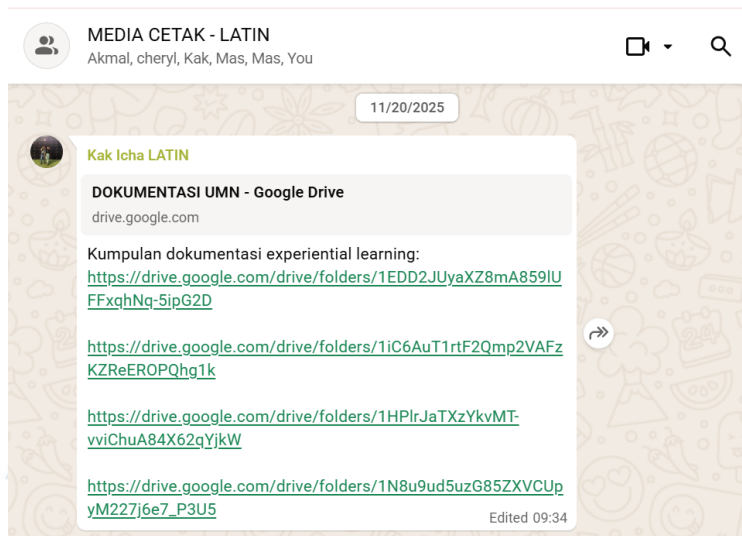 MEDIA CETAK - LATIN
Akmal, cheryl, Kak, Mas, Mas, You
11/20/2025
Kak Icha LATIN
DOKUMENTASI UMN - Google Drive
drive.google.com
Kumpulan dokumentasi experiential learning:
https://drive.google.com/drive/folders/1EDD2JUyaXZ8mA859lU
FFxqhNq-5ipG2D
https://drive.google.com/drive/folders/1iC6AuT1rtF2Qmp2VAFz
KZReEROPQhg1k
https://drive.google.com/drive/folders/1HPlrJaTXzYkvMT-
vviChuA84X62qYjkW
https://drive.google.com/drive/folders/1N8u9ud5uzG85ZXVCUp
yM227j6e7_P3U5
Edited 09:34